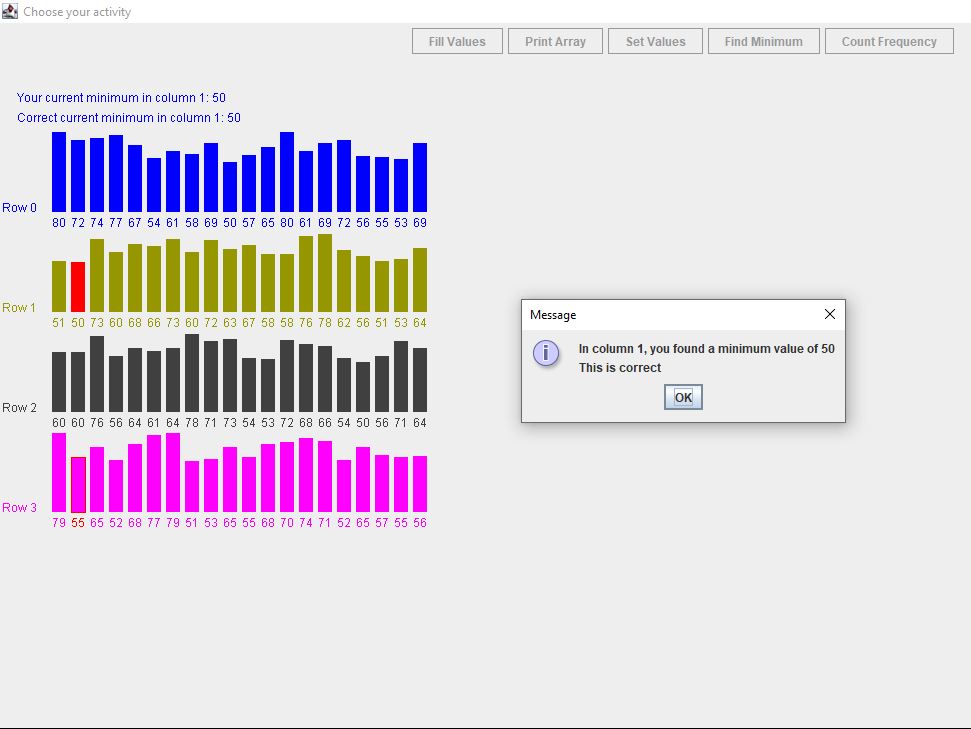 Choose your activity
Fill Values Print Array Set Values Find Minimum Count Frequency
Your current minimum in column 1: 50
Correct current minimum in column 1: 50
Row 0
80 72 74 77 67 54 61 58 69 50 57 65 80 61 69 72 56 55 53 69
Row 1
51 50 73 60 68 66 73 60 72 63 67 58 58 76 78 62 56 51 53 64
Row 2
60 60 76 56 64 61 64 78 71 73 54 53 72 68 66 54 50 56 71 64
Row 3
79 55 65 52 68 77 79 51 53 65 55 68 70 74 71 52 65 57 55 56
Message
In column 1, you found a minimum value of 50
This is correct
OK